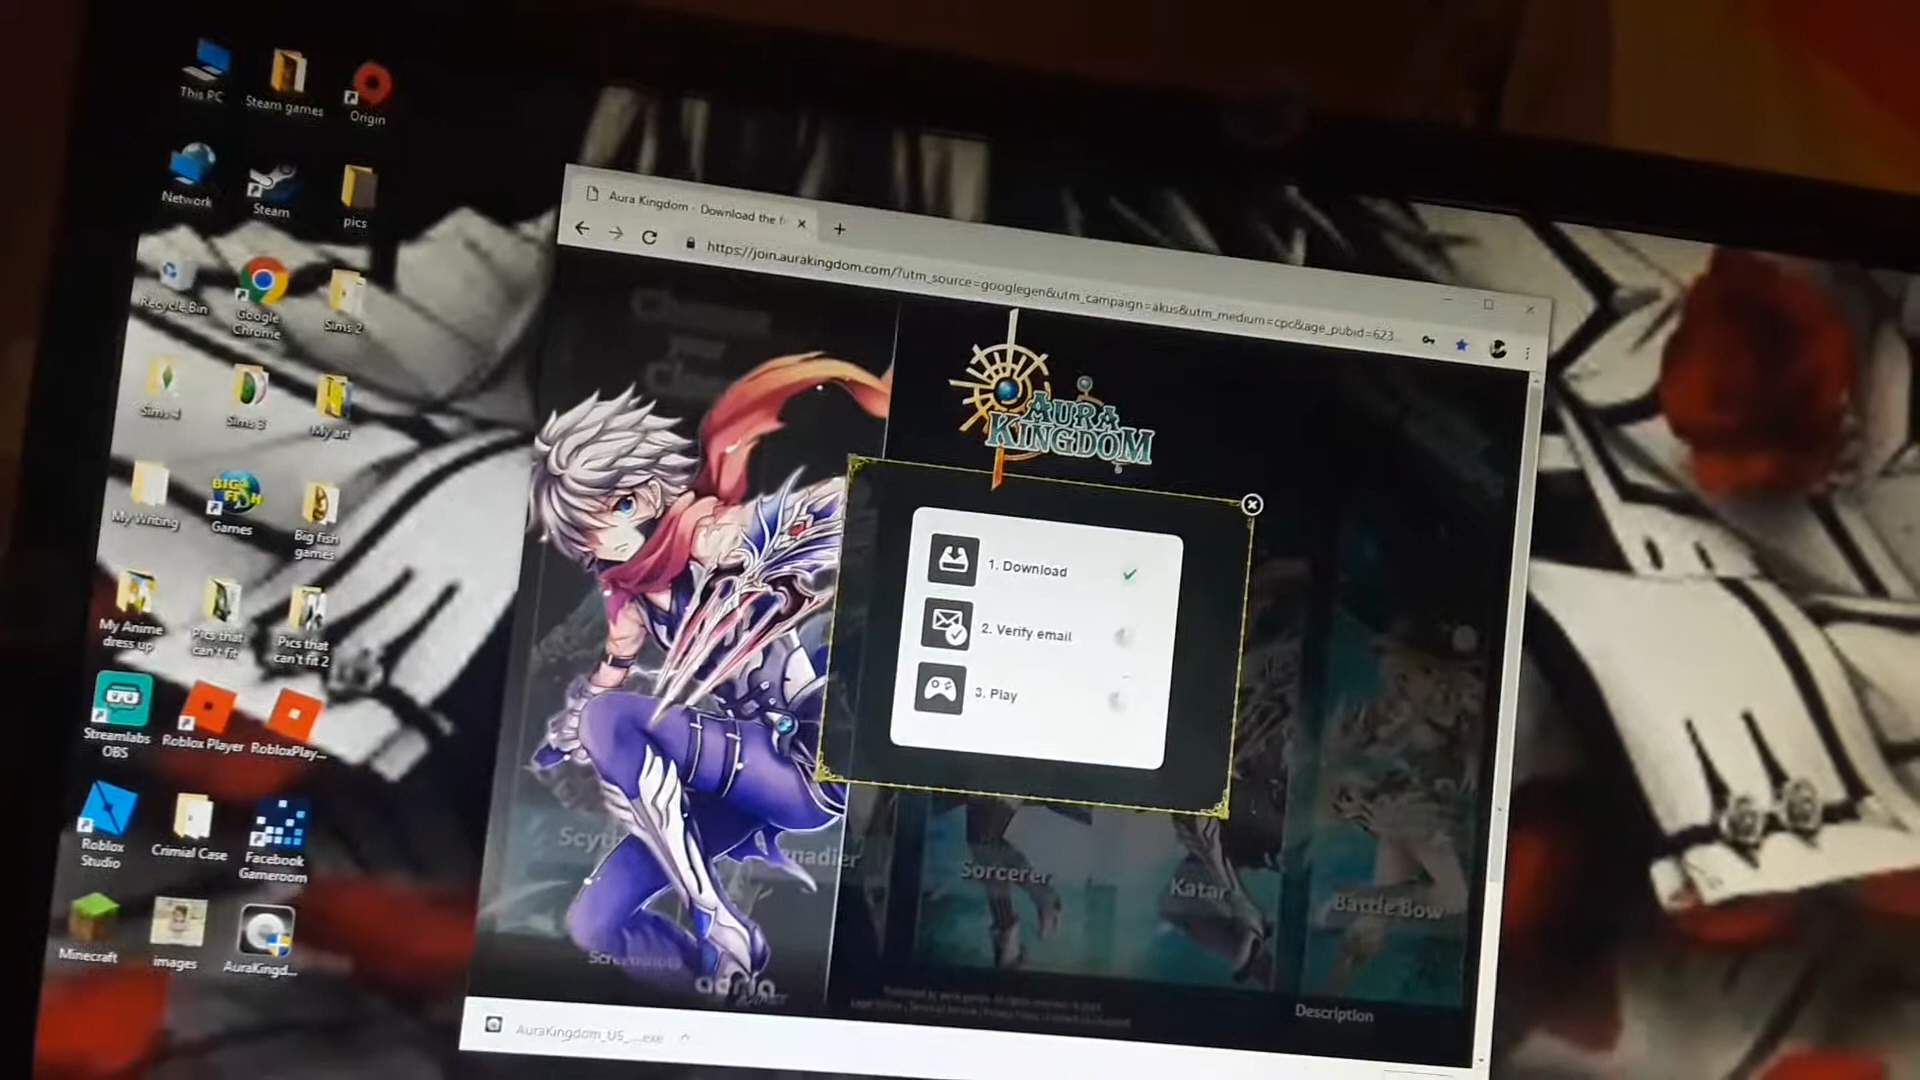 This PC
Steam games
Origin
Network
Steam
pics
Recycle Bin
Google
Chrome
Sims 2
Sims 4
Sims 3
My art
My Writing
BIG FISH
Games
Big fish
games
My Anime
dress up
Pics that
can't fit
Pics that
can't fit 2
Streamlabs
OBS
Roblox Player
RobloxPlay...
Roblox
Studio
Crimial Case
Facebook
Gameroom
Minecraft
images
AuraKingd...
Aura Kingdom - Download the f
https://join.aurakingdom.com/?utm_source=googlegen&utm_campaign=akus&utm_medium=cpc&age_pubid=623...
AURA
KINGDOM
1. Download
2. Verify email
3. Play
Sorcerer
Katar
Battle Bow
Screenshots
aeria
Description
AuraKingdom_US_....exe